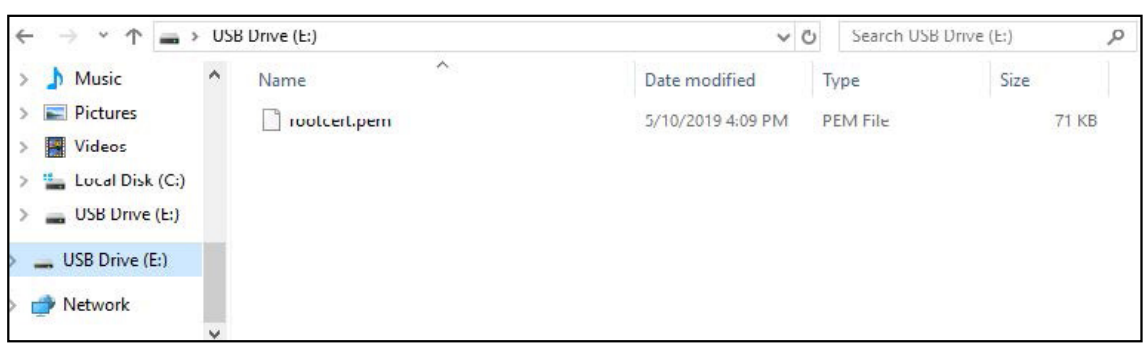 USB Drive (E:)
Search USB Drive (E:)
Music
Pictures
Videos
Local Disk (C:)
USB Drive (E:)
USB Drive (E:)
Network
Name Date modified Type Size
rootcert.pem 5/10/2019 4:09 PM PEM File 71 KB